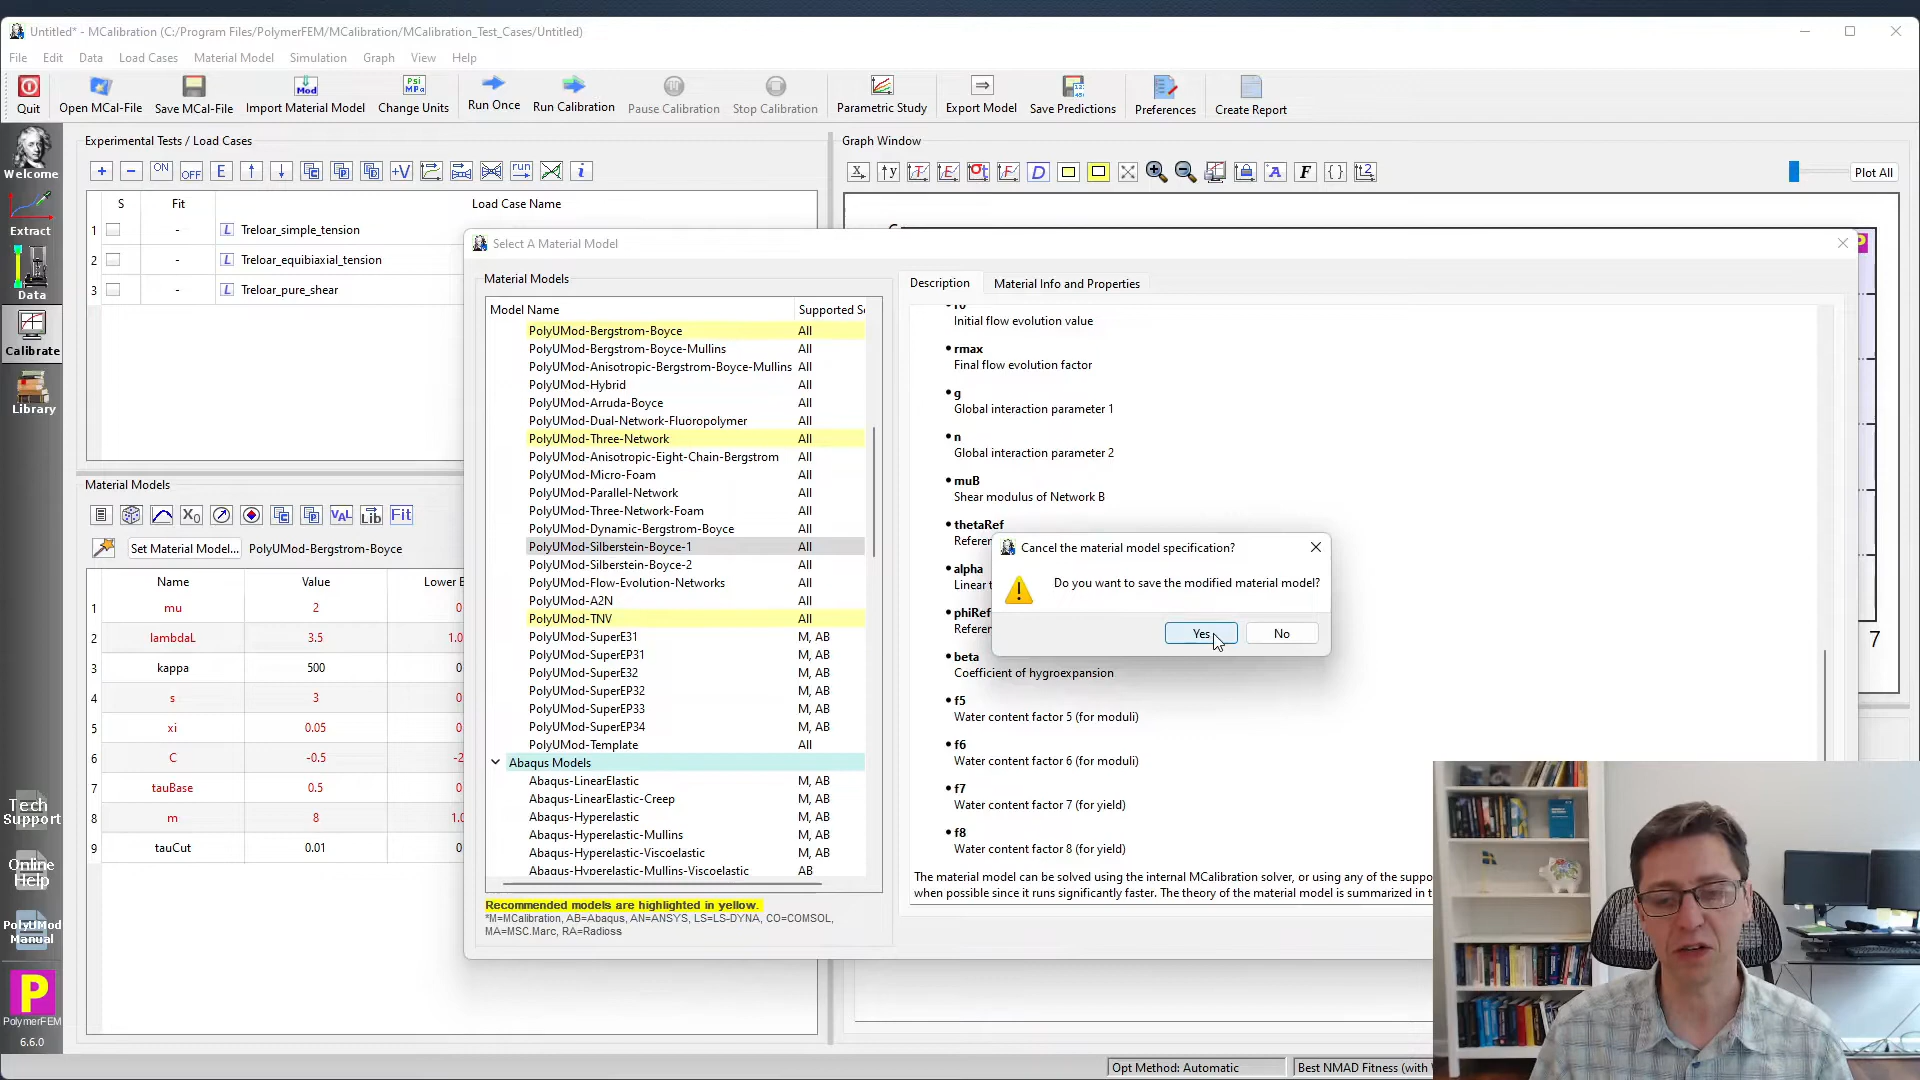 Untitled* - MCalibration (C:/Program Files/PolymerFEM/MCalibration/MCalibration_Test_Cases/Untitled)
File Edit Data Load Cases Material Model Simulation Graph View Help
Quit Open MCal-File Save MCal-File Import Material Model Change Units Run Once Run Calibration Pause Calibration Stop Calibration Parametric Study Export Model Save Predictions Preferences Create Report
Welcome
Extract
Data
Calibrate
Library
Tech
Support
Online
Help
PolyUMod
Manual
PolymerFEM
6.6.0
Experimental Tests / Load Cases
S Fit Load Case Name
1 - L Treloar_simple_tension
2 - L Treloar_equibiaxial_tension
3 - L Treloar_pure_shear
Material Models
Set Material Model... PolyUMod-Bergstrom-Boyce
Name Value Lower B
1 mu 2 0
2 lambdaL 3.5 1.0
3 kappa 500 0
4 s 3 0
5 xi 0.05 0
6 C -0.5 -2
7 tauBase 0.5 0
8 m 8 1.0
9 tauCut 0.01 0
Graph Window
Plot All
7
Select A Material Model
Material Models
Model Name Supported So
PolyUMod-Bergstrom-Boyce All
PolyUMod-Bergstrom-Boyce-Mullins All
PolyUMod-Anisotropic-Bergstrom-Boyce-Mullins All
PolyUMod-Hybrid All
PolyUMod-Arruda-Boyce All
PolyUMod-Dual-Network-Fluoropolymer All
PolyUMod-Three-Network All
PolyUMod-Anisotropic-Eight-Chain-Bergstrom All
PolyUMod-Micro-Foam All
PolyUMod-Parallel-Network All
PolyUMod-Three-Network-Foam All
PolyUMod-Dynamic-Bergstrom-Boyce All
PolyUMod-Silberstein-Boyce-1 All
PolyUMod-Silberstein-Boyce-2 All
PolyUMod-Flow-Evolution-Networks All
PolyUMod-A2N All
PolyUMod-TNV All
PolyUMod-SuperE31 M, AB
PolyUMod-SuperEP31 M, AB
PolyUMod-SuperE32 M, AB
PolyUMod-SuperEP32 M, AB
PolyUMod-SuperEP33 M, AB
PolyUMod-SuperEP34 M, AB
PolyUMod-Template All
Abaqus Models
Abaqus-LinearElastic M, AB
Abaqus-LinearElastic-Creep M, AB
Abaqus-Hyperelastic M, AB
Abaqus-Hyperelastic-Mullins M, AB
Abaqus-Hyperelastic-Viscoelastic M, AB
Abaqus-Hyperelastic-Mullins-Viscoelastic AB
Recommended models are highlighted in yellow.
*M=MCalibration, AB=Abaqus, AN=ANSYS, LS=LS-DYNA, CO=COMSOL,
MA=MSC.Marc, RA=Radioss
Description Material Info and Properties
Initial flow evolution value
• rmax
Final flow evolution factor
• g
Global interaction parameter 1
• n
Global interaction parameter 2
• muB
Shear modulus of Network B
• thetaRef
Referen
• alpha
Linear t
• phiRef
Referen
• beta
Coefficient of hygroexpansion
• f5
Water content factor 5 (for moduli)
• f6
Water content factor 6 (for moduli)
• f7
Water content factor 7 (for yield)
• f8
Water content factor 8 (for yield)
The material model can be solved using the internal MCalibration solver, or using any of the suppo
when possible since it runs significantly faster. The theory of the material model is summarized in t
Cancel the material model specification?
Do you want to save the modified material model?
Yes No
Opt Method: Automatic Best NMAD Fitness (with